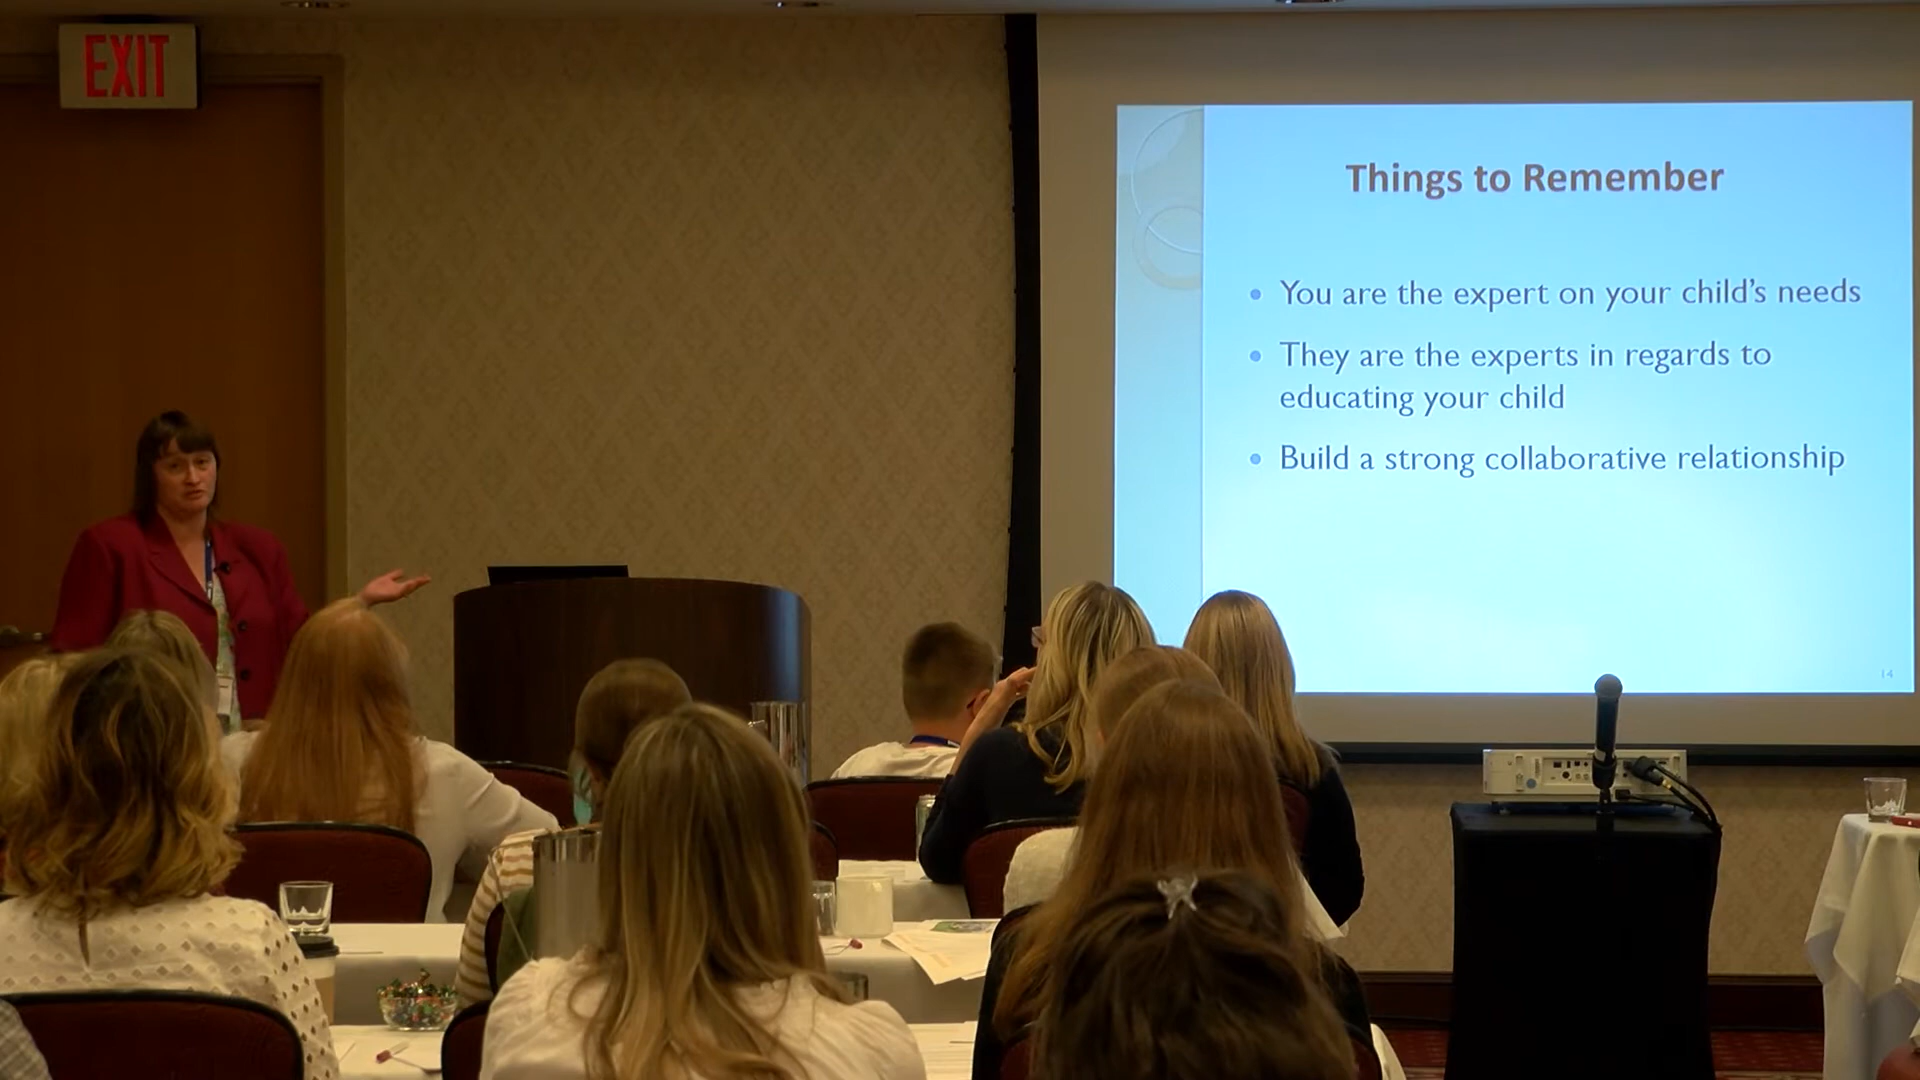 EXIT
Things to Remember
• You are the expert on your child's needs
• They are the experts in regards to
educating your child
• Build a strong collaborative relationship
14